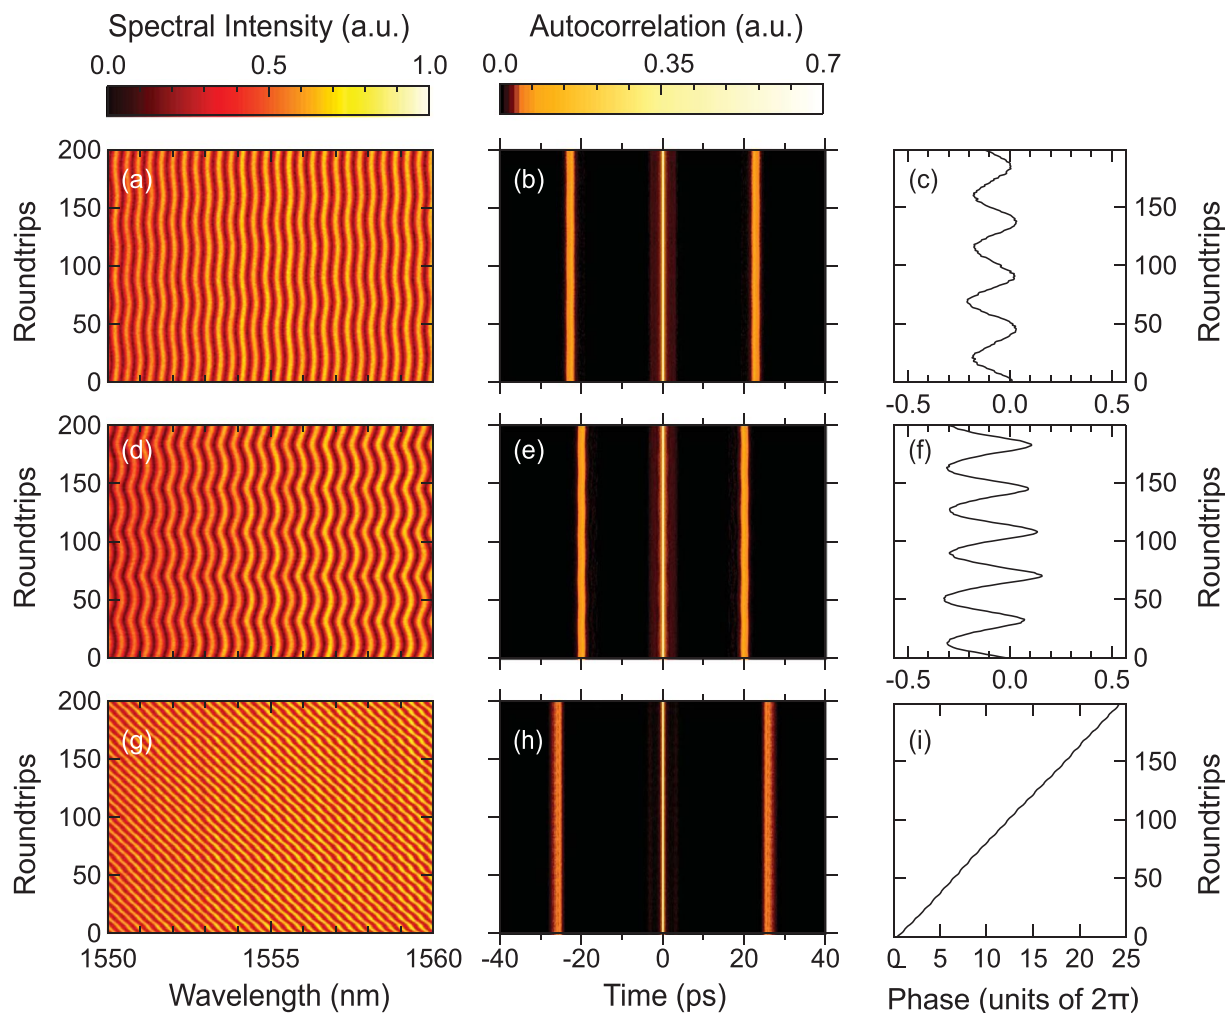 Spectral Intensity (a.u.)
0.0 0.5 1.0
Autocorrelation (a.u.)
0.0 0.35 0.7
Roundtrips
200
150
100
50
0
(a)
(b)
(c)
150
100
50
0
Roundtrips
-0.5 0.0 0.5
Roundtrips
200
150
100
50
0
(d)
(e)
(f)
150
100
50
0
Roundtrips
-0.5 0.0 0.5
Roundtrips
200
150
100
50
0
(g)
(h)
(i)
150
100
50
0
Roundtrips
1550 1555 1560
-40 -20 0 20 40
0 5 10 15 20 25
Wavelength (nm)
Time (ps)
Phase (units of 2π)